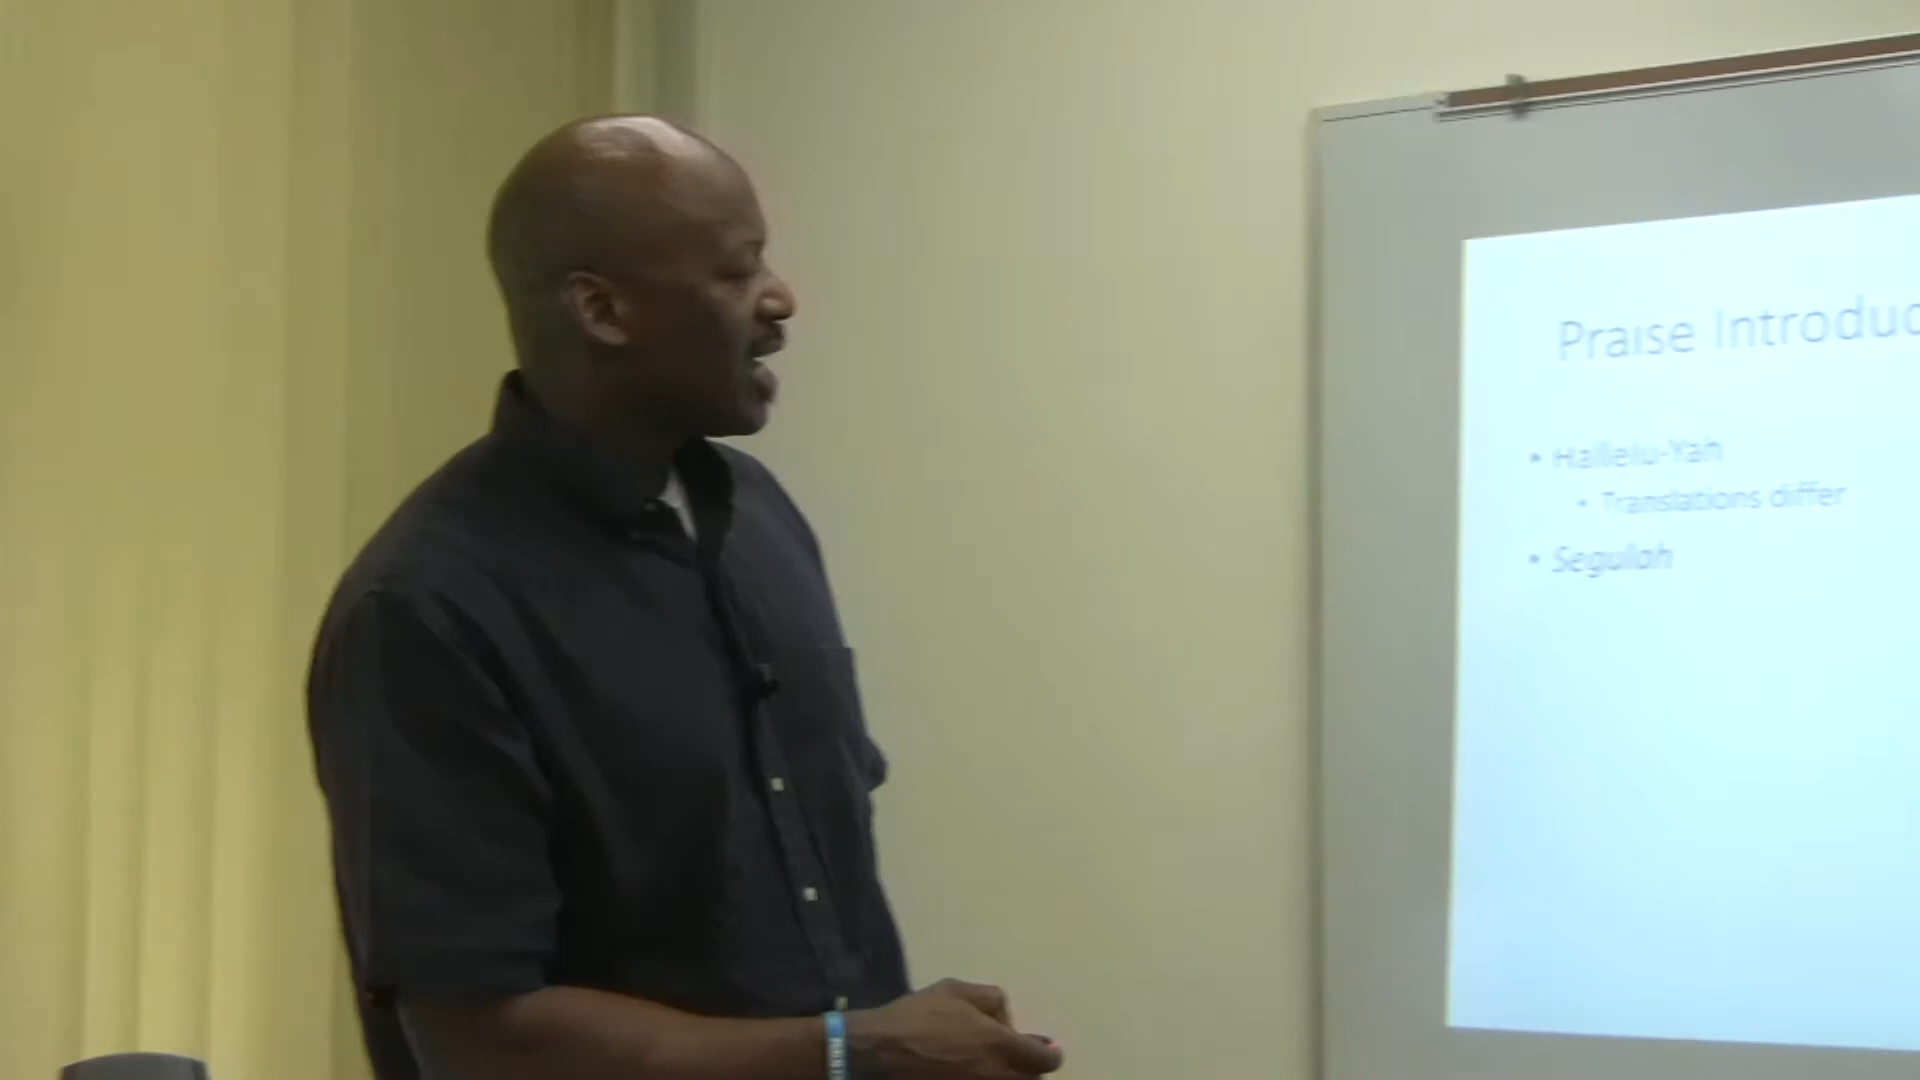 Praise Introduc
• Hallelu-Yah
• Translations differ
• Segulah